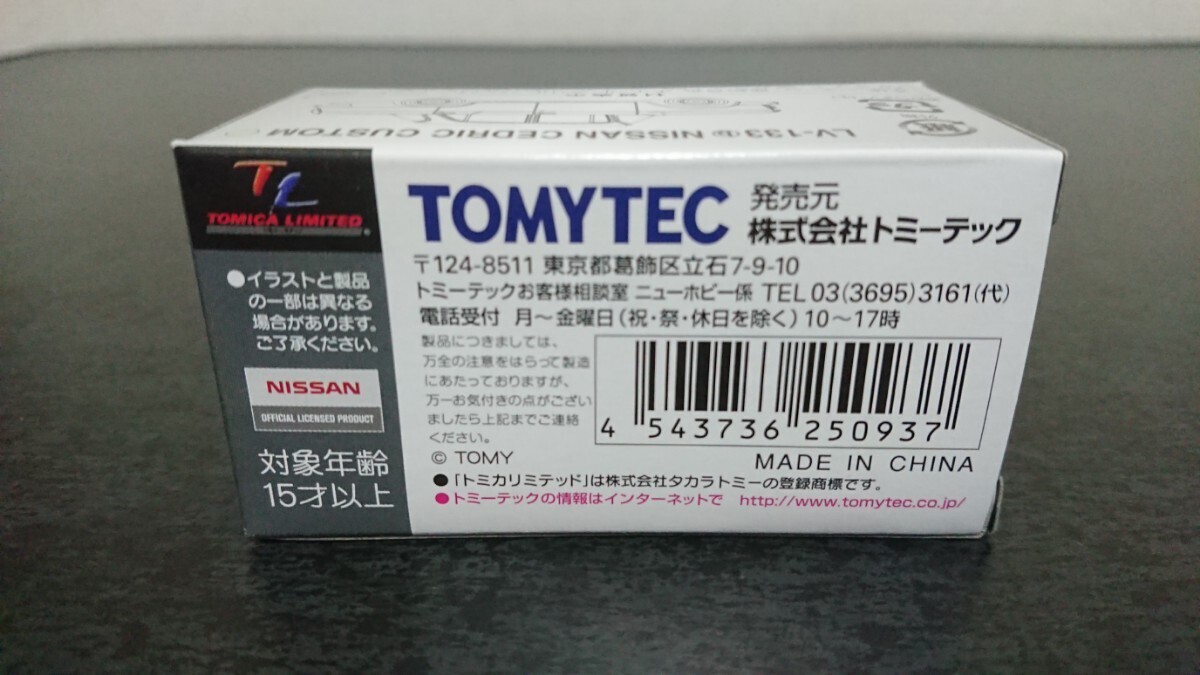 LV-133 b NISSAN CEDRIC CUSTOM
TL
TOMICA LIMITED
●イラストと製品
の一部は異なる
場合があります。
ご了承ください。
NISSAN
OFFICIAL LICENSED PRODUCT
対象年齢
15才以上
TOMYTEC
発売元
株式会社トミーテック
〒124-8511 東京都葛飾区立石7-9-10
トミーテックお客様相談室 ニューホビー係 TEL 03(3695)3161(代)
電話受付 月〜金曜日(祝・祭・休日を除く)10〜17時
製品につきましては、
万全の注意をはらって製造
にあたっておりますが、
万一お気付きの点がござい
ましたら上記までご連絡
ください。
© TOMY
4 543736 250937
MADE IN CHINA
●「トミカリミテッド」は株式会社タカラトミーの登録商標です。
●トミーテックの情報はインターネットで http://www.tomytec.co.jp/